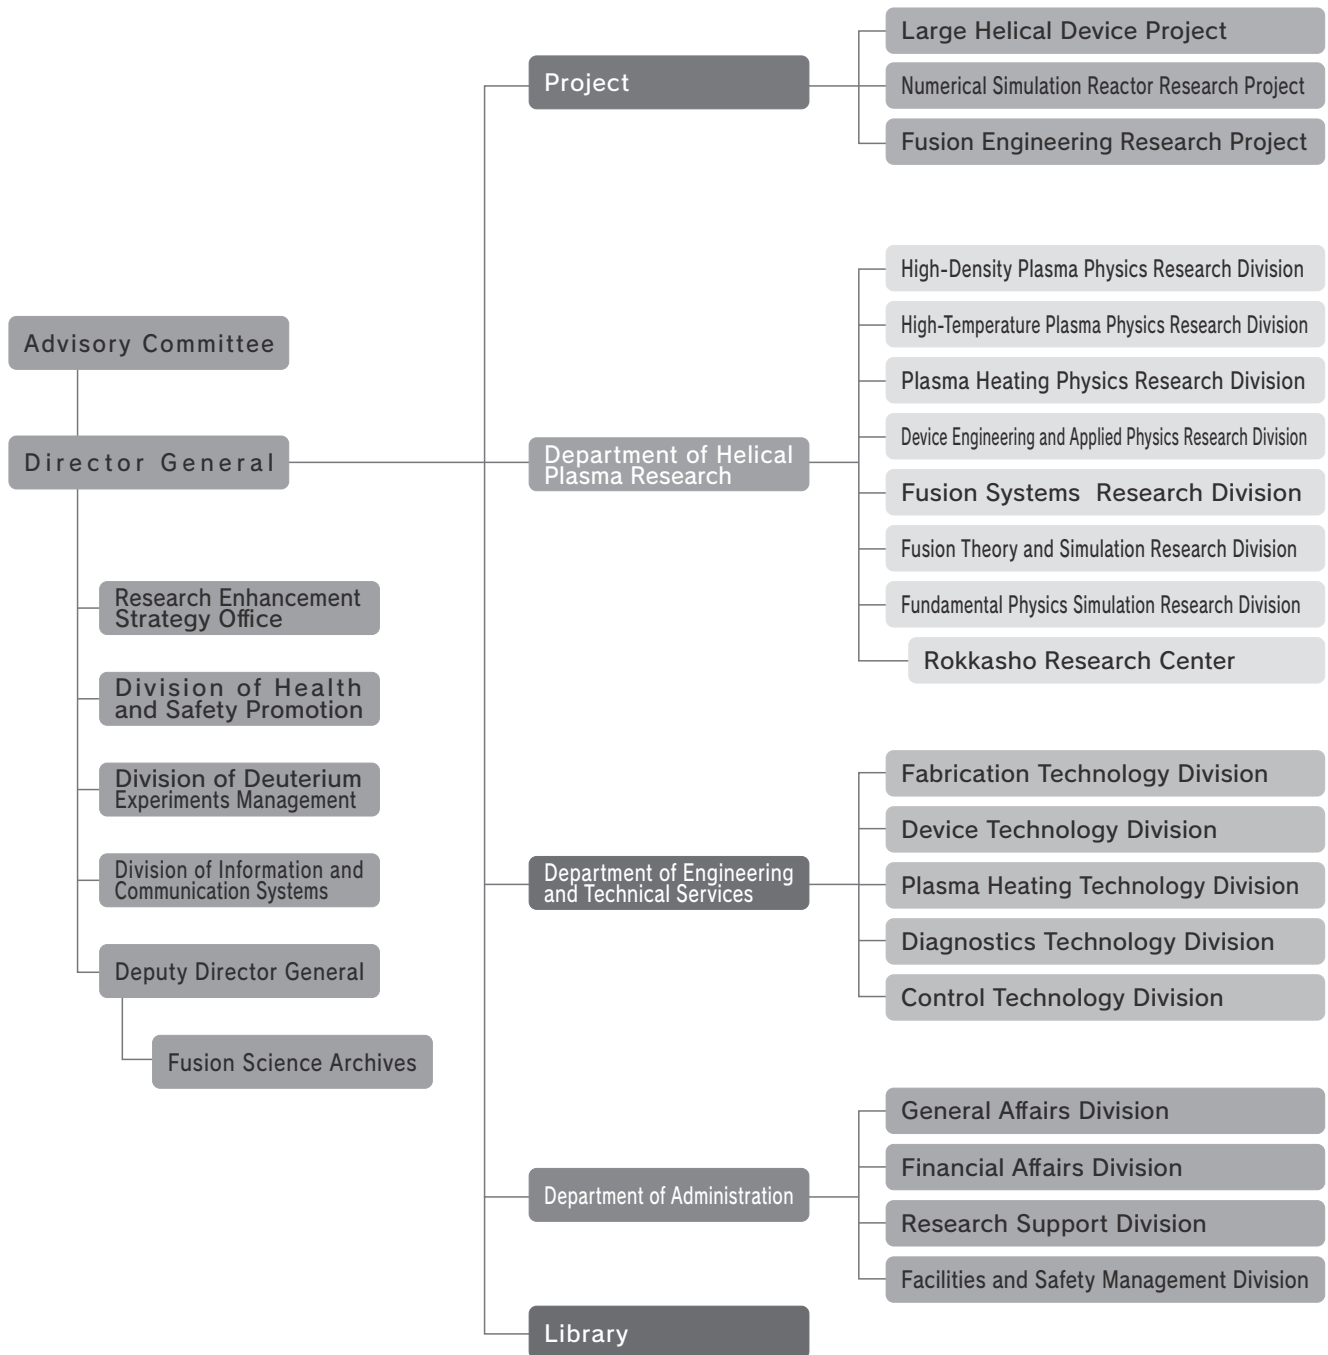 Advisory Committee
Director General
Research Enhancement
Strategy Office
Division of Health
and Safety Promotion
Division of Deuterium
Experiments Management
Division of Information and
Communication Systems
Deputy Director General
Fusion Science Archives
Project
Large Helical Device Project
Numerical Simulation Reactor Research Project
Fusion Engineering Research Project
Department of Helical
Plasma Research
High-Density Plasma Physics Research Division
High-Temperature Plasma Physics Research Division
Plasma Heating Physics Research Division
Device Engineering and Applied Physics Research Division
Fusion Systems Research Division
Fusion Theory and Simulation Research Division
Fundamental Physics Simulation Research Division
Rokkasho Research Center
Department of Engineering
and Technical Services
Fabrication Technology Division
Device Technology Division
Plasma Heating Technology Division
Diagnostics Technology Division
Control Technology Division
Department of Administration
General Affairs Division
Financial Affairs Division
Research Support Division
Facilities and Safety Management Division
Library